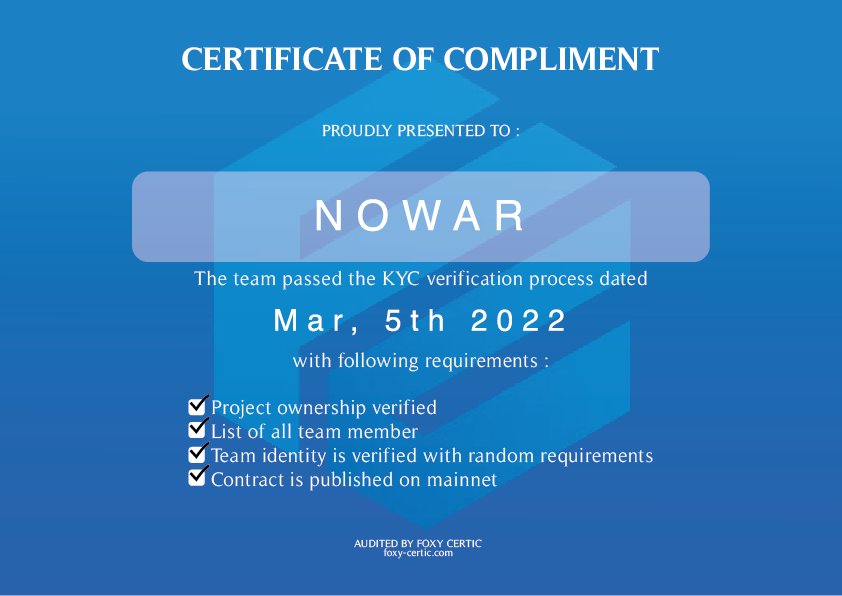 CERTIFICATE OF COMPLIMENT
PROUDLY PRESENTED TO :
NOWAR
The team passed the KYC verification process dated
Mar, 5th 2022
with following requirements :
Project ownership verified
List of all team member
Team identity is verified with random requirements
Contract is published on mainnet
AUDITED BY FOXY CERTIC
foxy-certic.com